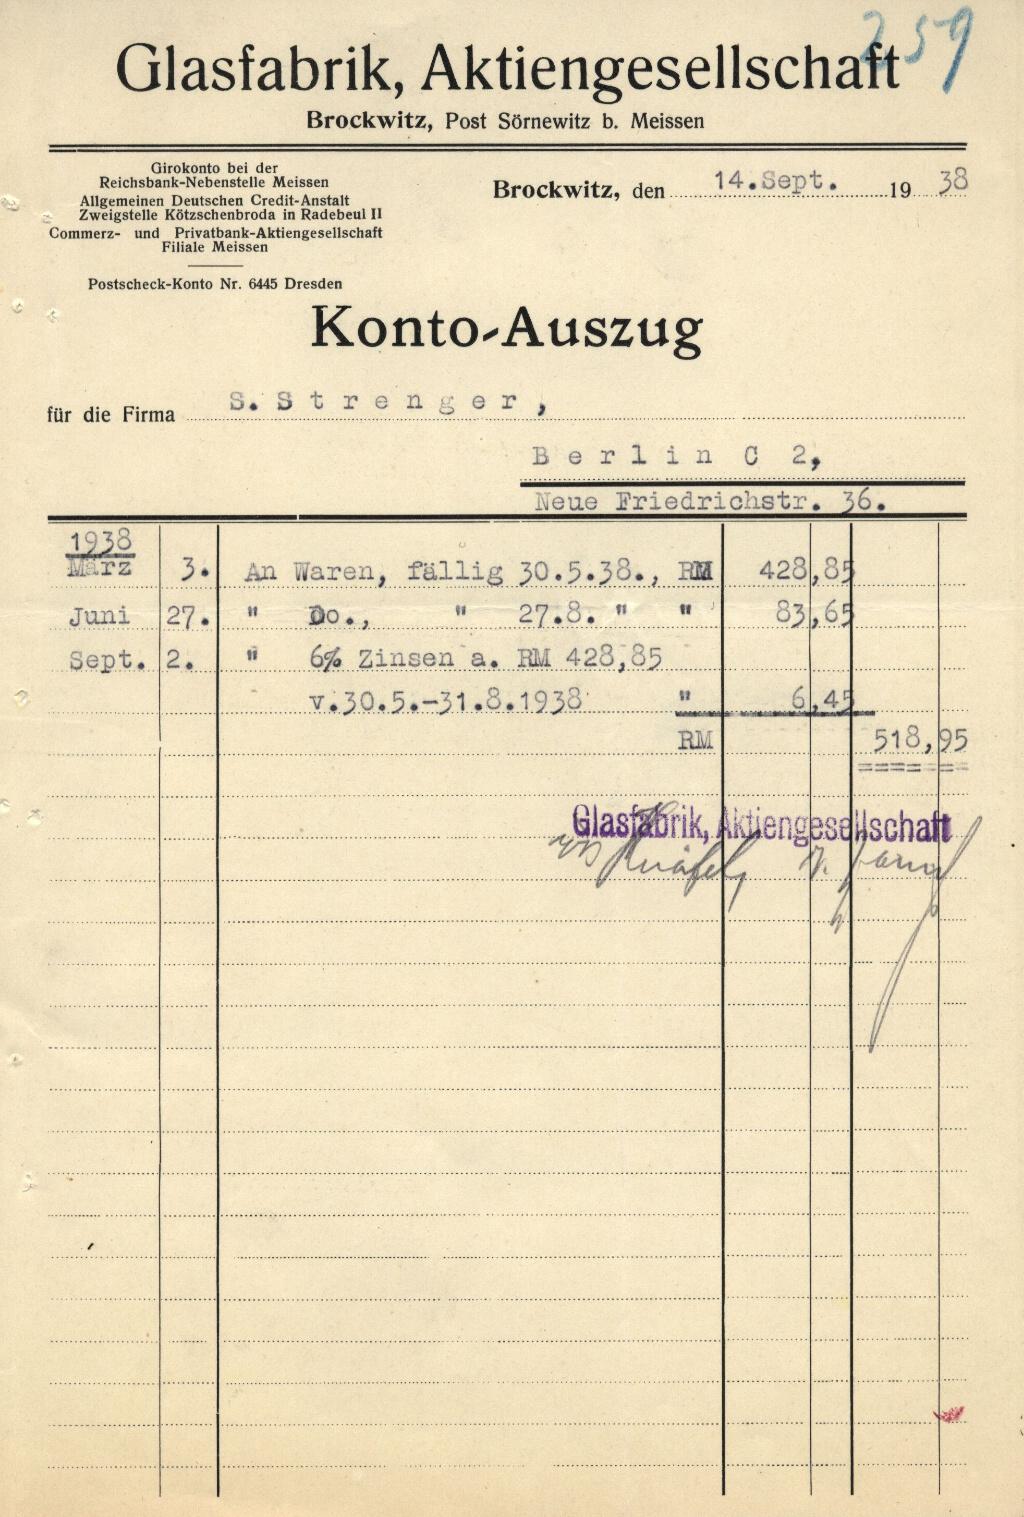 259
Glasfabrik, Aktiengesellschaft
Brockwitz, Post Sörnewitz b. Meissen
Girokonto bei der
Reichsbank-Nebenstelle Meissen
Allgemeinen Deutschen Credit-Anstalt
Zweigstelle Kötzschenbroda in Radebeul II
Commerz- und Privatbank-Aktiengesellschaft
Filiale Meissen
Postscheck-Konto Nr. 6445 Dresden
Brockwitz, den 14.Sept. 19 38
Konto-Auszug
für die Firma S. Strenger,
Berlin C 2,
Neue Friedrichstr. 36.
1938
März 3. An Waren, fällig 30.5.38., RM 428,85
Juni 27. " Do., " 27.8. " " 83,65
Sept. 2. " 6% Zinsen a. RM 428,85
v.30.5.-31.8.1938 " 6,45
RM 518,95
======
Glasfabrik, Aktiengesellschaft